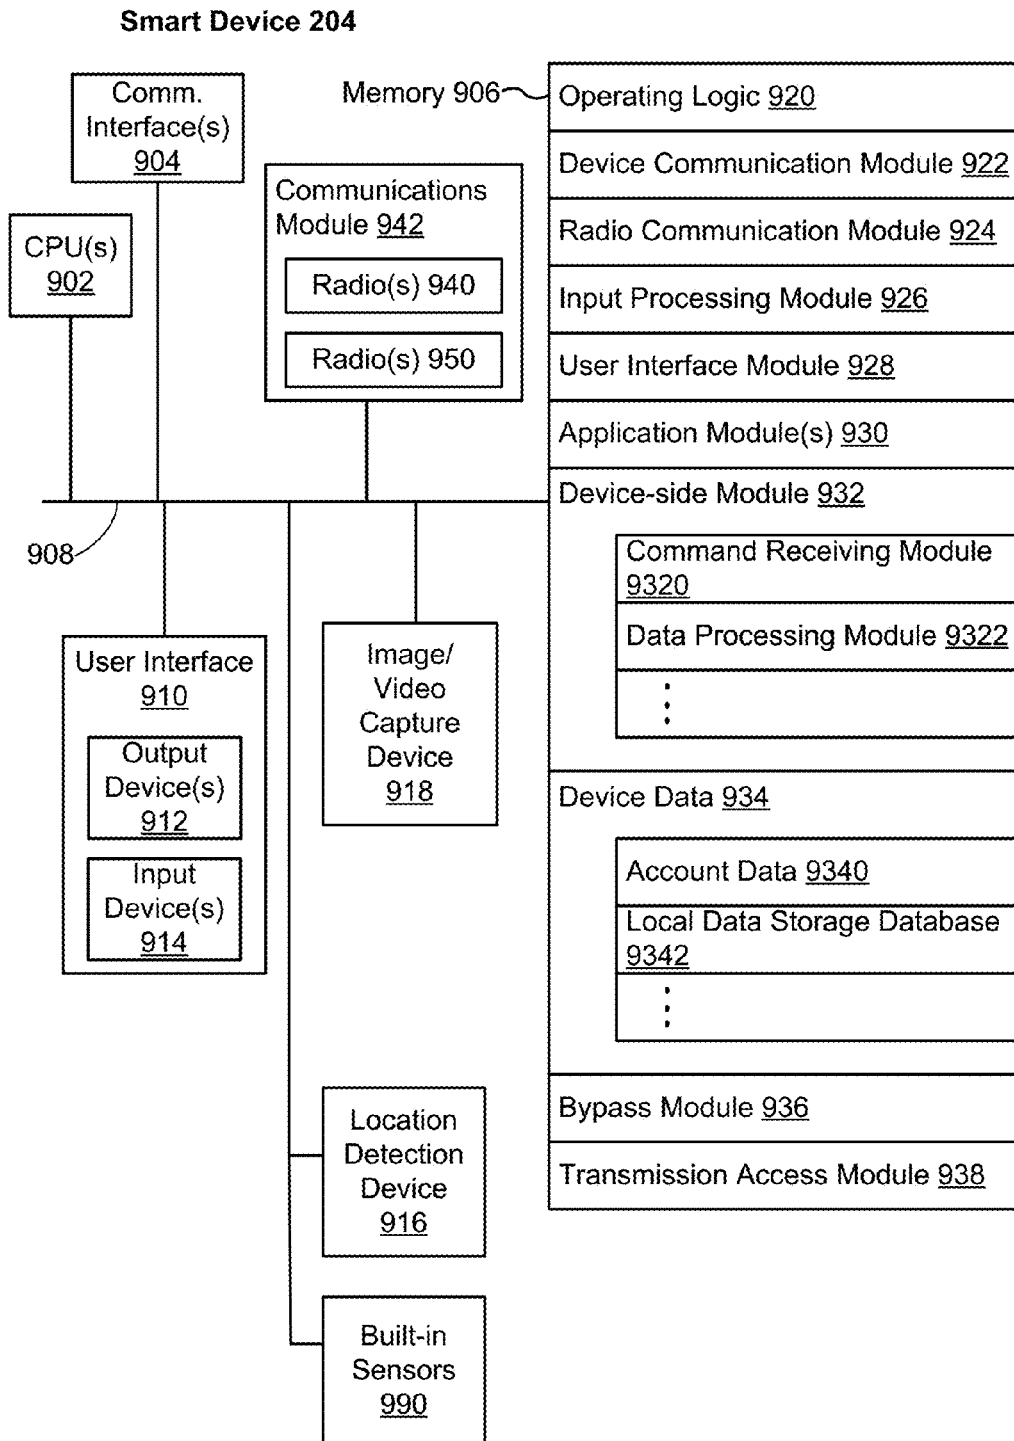 Smart Device 204
Comm.
Interface(s)
904
CPU(s)
902
Communications
Module 942
Radio(s) 940
Radio(s) 950
908
User Interface
910
Output
Device(s)
912
Input
Device(s)
914
Image/
Video
Capture
Device
918
Location
Detection
Device
916
Built-in
Sensors
990
Memory 906
Operating Logic 920
Device Communication Module 922
Radio Communication Module 924
Input Processing Module 926
User Interface Module 928
Application Module(s) 930
Device-side Module 932
Command Receiving Module
9320
Data Processing Module 9322
Device Data 934
Account Data 9340
Local Data Storage Database
9342
Bypass Module 936
Transmission Access Module 938